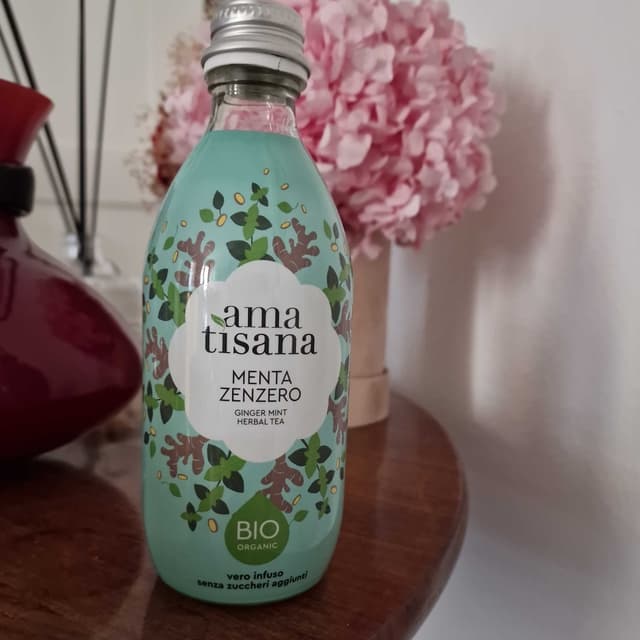 ama
tisana
MENTA
ZENZERO
GINGER MINT
HERBAL TEA
BIO
ORGANIC
vero infuso
senza zuccheri aggiunti